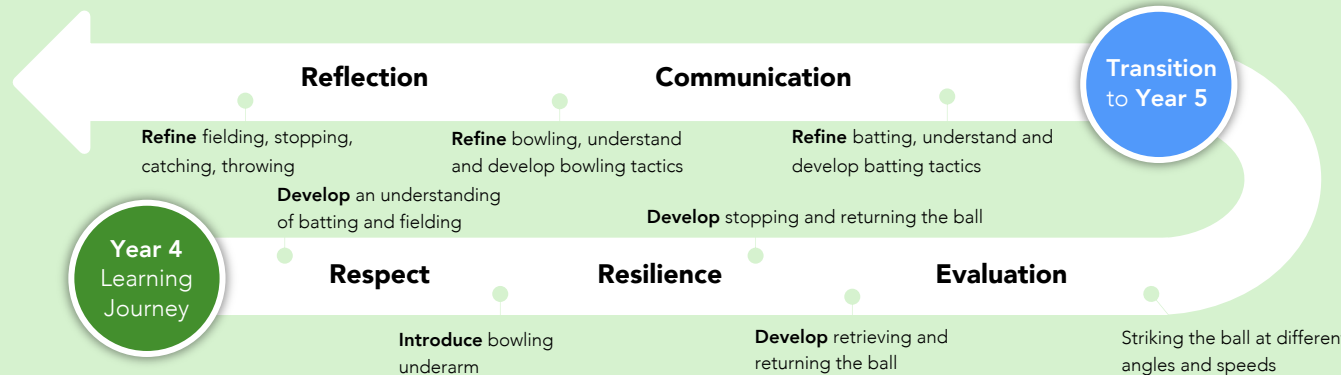 Reflection
Communication
Transition
to Year 5
Refine fielding, stopping,
catching, throwing
Refine bowling, understand
and develop bowling tactics
Refine batting, understand and
develop batting tactics
Develop an understanding
of batting and fielding
Develop stopping and returning the ball
Year 4
Learning
Journey
Respect
Resilience
Evaluation
Introduce bowling
underarm
Develop retrieving and
returning the ball
Striking the ball at differen
angles and speeds